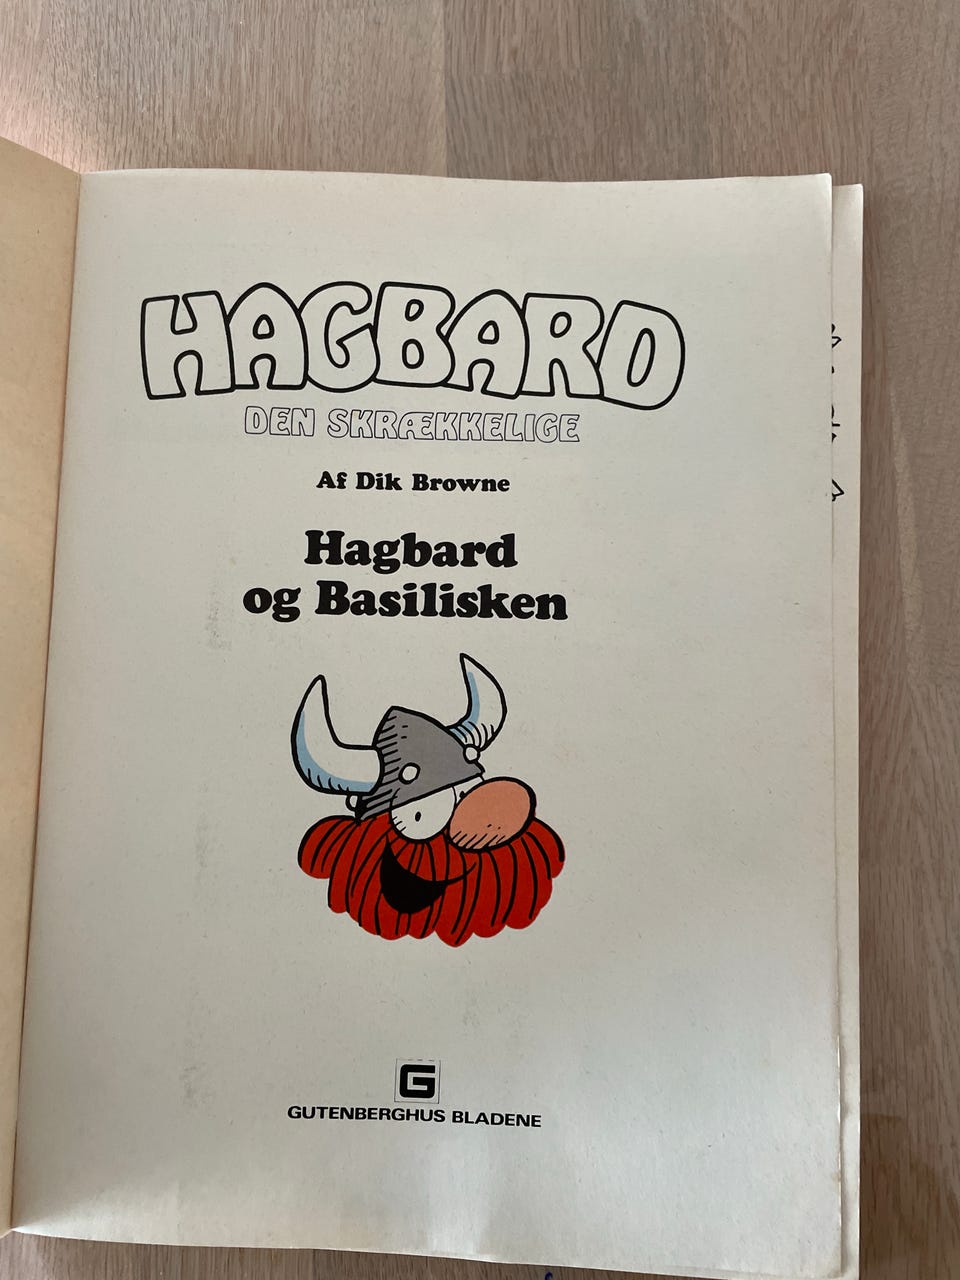 HAGBARD
DEN SKRÆKKELIGE
Af Dik Browne
Hagbard
og Basilisken
G
GUTENBERGHUS BLADENE